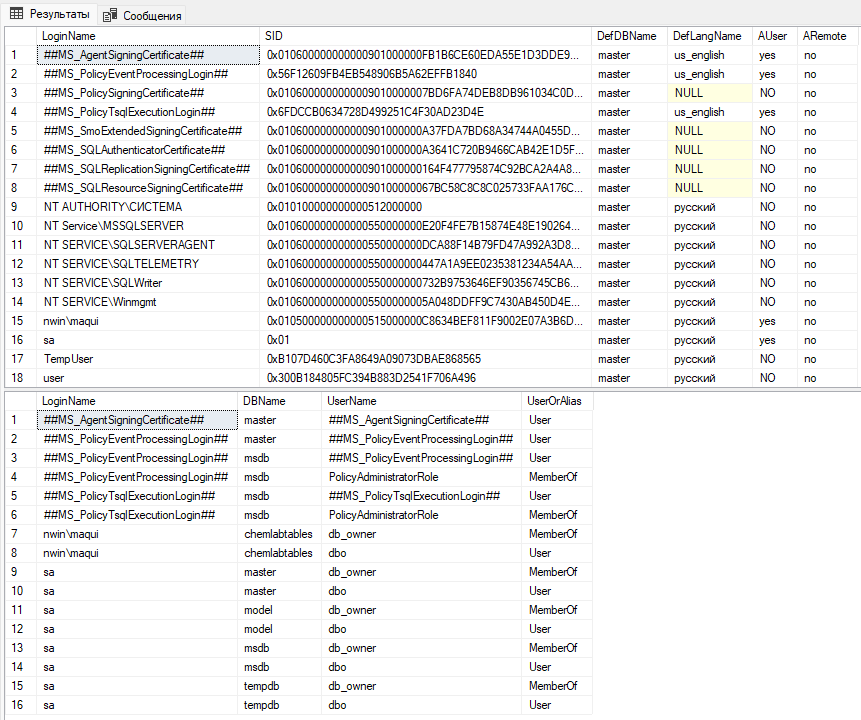 Результаты Сообщения
LoginName SID DefDBName DefLangName AUser ARemote
1 ##MS_AgentSigningCertificate## 0x010600000000000901000000FB1B6CE60EDA55E1D3DDE9... master us_english yes no
2 ##MS_PolicyEventProcessingLogin## 0x56F12609FB4EB548906B5A62EFFB1840 master us_english yes no
3 ##MS_PolicySigningCertificate## 0x0106000000000009010000007BD6FA74DEB8DB961034C0D... master NULL NO no
4 ##MS_PolicyTsqlExecutionLogin## 0x6FDCCB0634728D499251C4F30AD23D4E master us_english yes no
5 ##MS_SmoExtendedSigningCertificate## 0x010600000000000901000000A37FDA7BD68A34744A0455D... master NULL NO no
6 ##MS_SQLAuthenticatorCertificate## 0x010600000000000901000000A3641C720B9466CAB42E1D5F... master NULL NO no
7 ##MS_SQLReplicationSigningCertificate## 0x010600000000000901000000164F477795874C92BCA2A4A8... master NULL NO no
8 ##MS_SQLResourceSigningCertificate## 0x01060000000000090100000067BC58C8C8C025733FAA176C... master NULL NO no
9 NT AUTHORITY\СИСТЕМА 0x010100000000000512000000 master русский NO no
10 NT Service\MSSQLSERVER 0x010600000000000550000000E20F4FE7B15874E48E190264... master русский NO no
11 NT SERVICE\SQLSERVERAGENT 0x010600000000000550000000DCA88F14B79FD47A992A3D8... master русский NO no
12 NT SERVICE\SQLTELEMETRY 0x010600000000000550000000447A1A9EE0235381234A54AA... master русский NO no
13 NT SERVICE\SQLWriter 0x010600000000000550000000732B9753646EF90356745CB6... master русский NO no
14 NT SERVICE\Winmgmt 0x0106000000000005500000005A048DDFF9C7430AB450D4E... master русский NO no
15 nwin\maqui 0x010500000000000515000000C8634BEF811F9002E07A3B6D... master русский yes no
16 sa 0x01 master русский yes no
17 TempUser 0xB107D460C3FA8649A09073DBAE868565 master русский NO no
18 user 0x300B184805FC394B883D2541F706A496 master русский NO no
LoginName DBName UserName UserOrAlias
1 ##MS_AgentSigningCertificate## master ##MS_AgentSigningCertificate## User
2 ##MS_PolicyEventProcessingLogin## master ##MS_PolicyEventProcessingLogin## User
3 ##MS_PolicyEventProcessingLogin## msdb ##MS_PolicyEventProcessingLogin## User
4 ##MS_PolicyEventProcessingLogin## msdb PolicyAdministratorRole MemberOf
5 ##MS_PolicyTsqlExecutionLogin## msdb ##MS_PolicyTsqlExecutionLogin## User
6 ##MS_PolicyTsqlExecutionLogin## msdb PolicyAdministratorRole MemberOf
7 nwin\maqui chemlabtables db_owner MemberOf
8 nwin\maqui chemlabtables dbo User
9 sa master db_owner MemberOf
10 sa master dbo User
11 sa model db_owner MemberOf
12 sa model dbo User
13 sa msdb db_owner MemberOf
14 sa msdb dbo User
15 sa tempdb db_owner MemberOf
16 sa tempdb dbo User